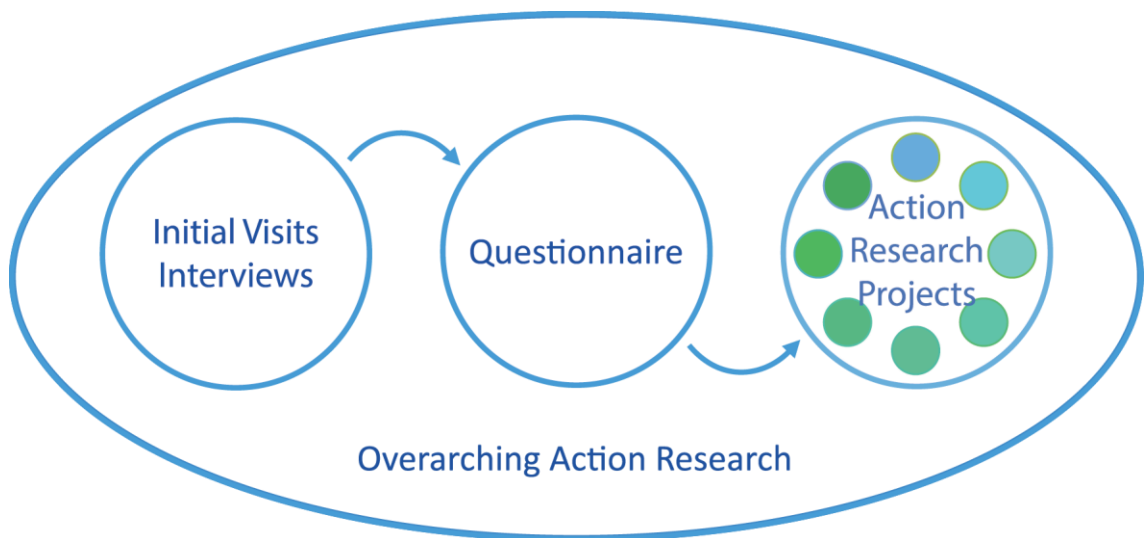 Initial Visits
Interviews
Questionnaire
Action
Research
Projects
Overarching Action Research